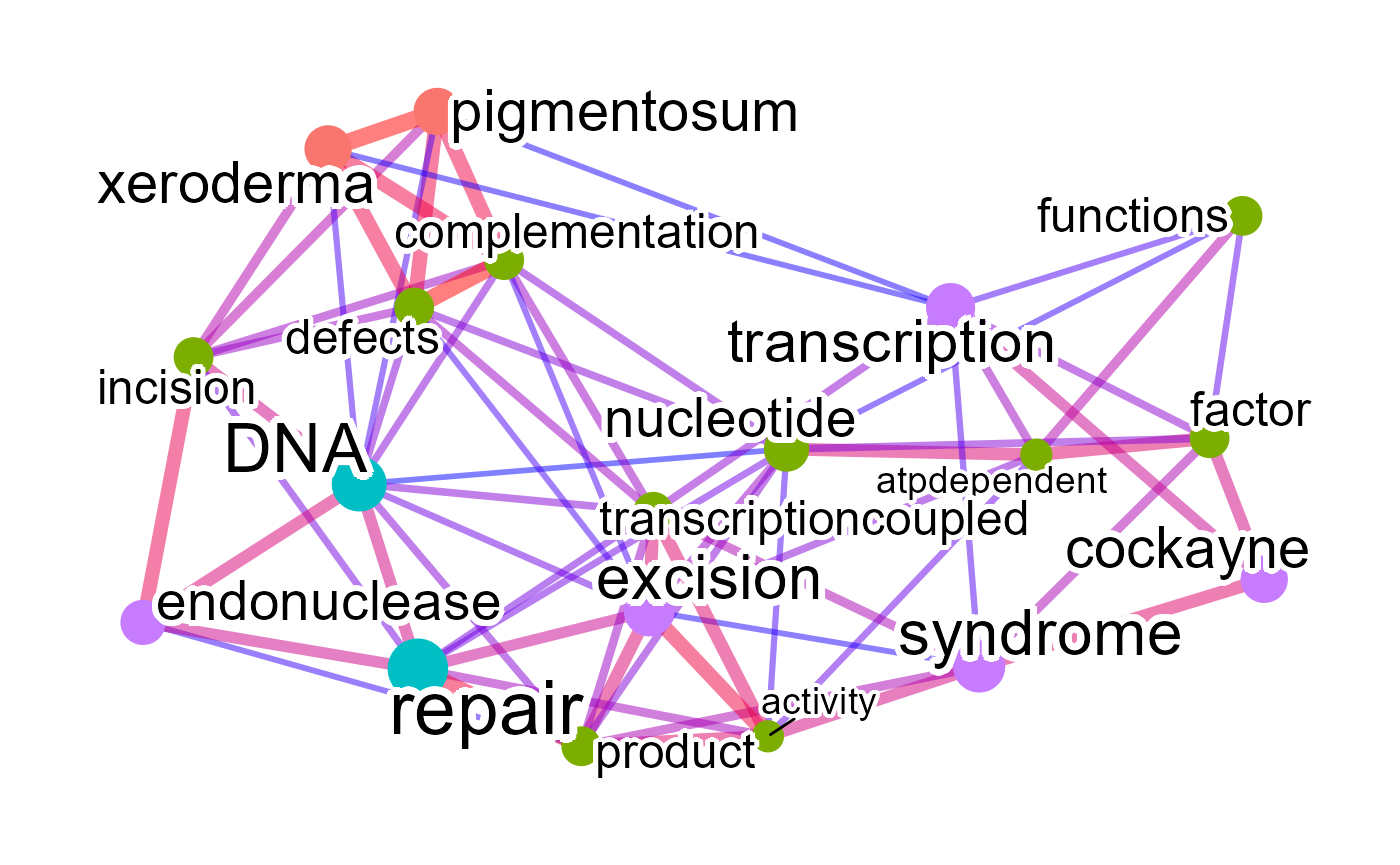 pigmentosum
xeroderma
functions
complementation
defects
transcription
incision
nucleotide
factor
DNA
atpdependent
transcriptioncoupled
cockayne
excision
endonuclease
syndrome
activity
repair
product